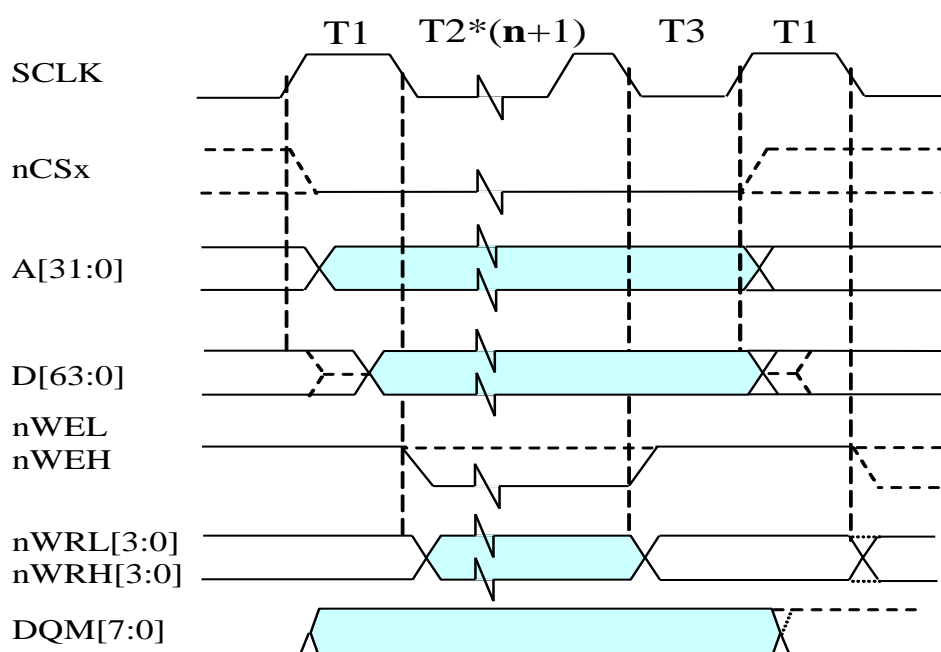 T1 T2*(n+1) T3 T1
SCLK
nCSx
A[31:0]
D[63:0]
nWEL
nWEH
nWRL[3:0]
nWRH[3:0]
DQM[7:0]